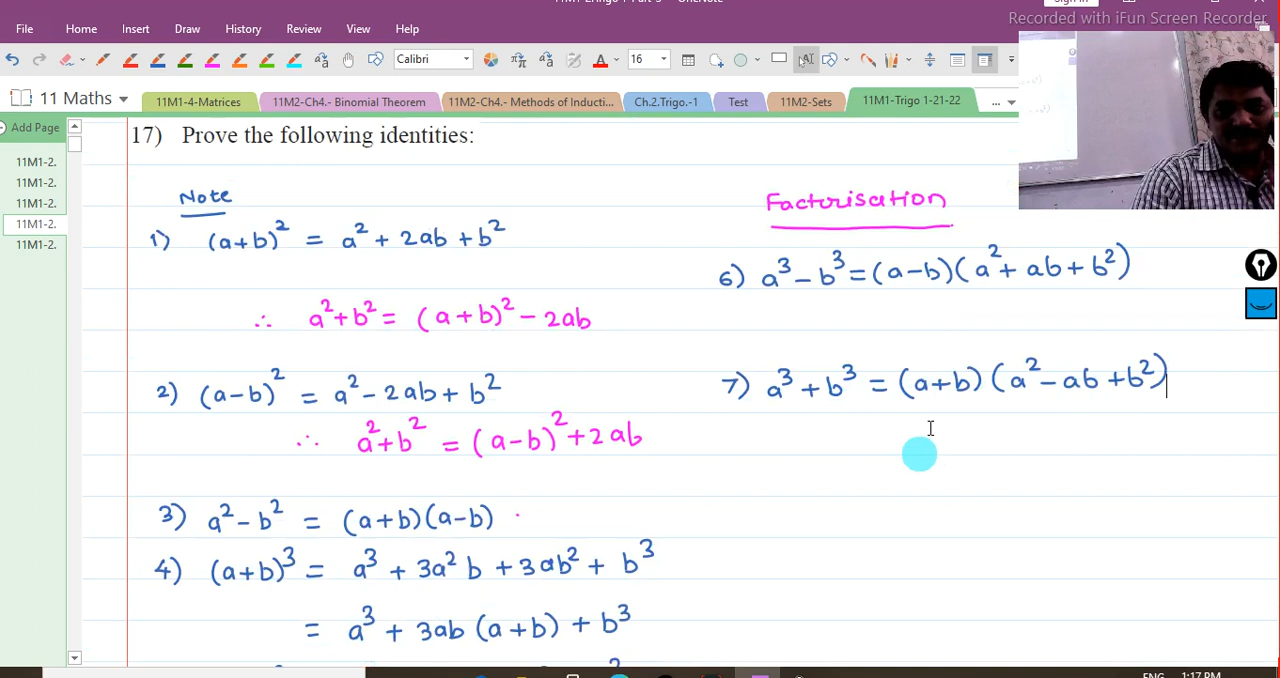 File Home Insert Draw History Review View Help
Recorded with iFun Screen Recorder
Calibri 16
11 Maths
11M1-4-Matrices
11M2-Ch4.- Binomial Theorem
11M2-Ch4.- Methods of Inducti...
Ch.2.Trigo.-1
Test
11M2-Sets
11M1-Trigo 1-21-22
...
Add Page
11M1-2.
11M1-2.
11M1-2.
11M1-2.
11M1-2.
17) Prove the following identities:
Note
1) (a+b)² = a² + 2ab + b²
∴ a²+b² = (a+b)² − 2ab
2) (a−b)² = a² − 2ab + b²
∴ a²+b² = (a−b)² + 2ab
3) a² − b² = (a+b)(a−b)
4) (a+b)³ = a³ + 3a²b + 3ab² + b³
= a³ + 3ab (a+b) + b³
Factorisation
6) a³ − b³ = (a−b)(a² + ab + b²)
7) a³ + b³ = (a+b) (a² − ab + b²)
ENG 1:17 PM